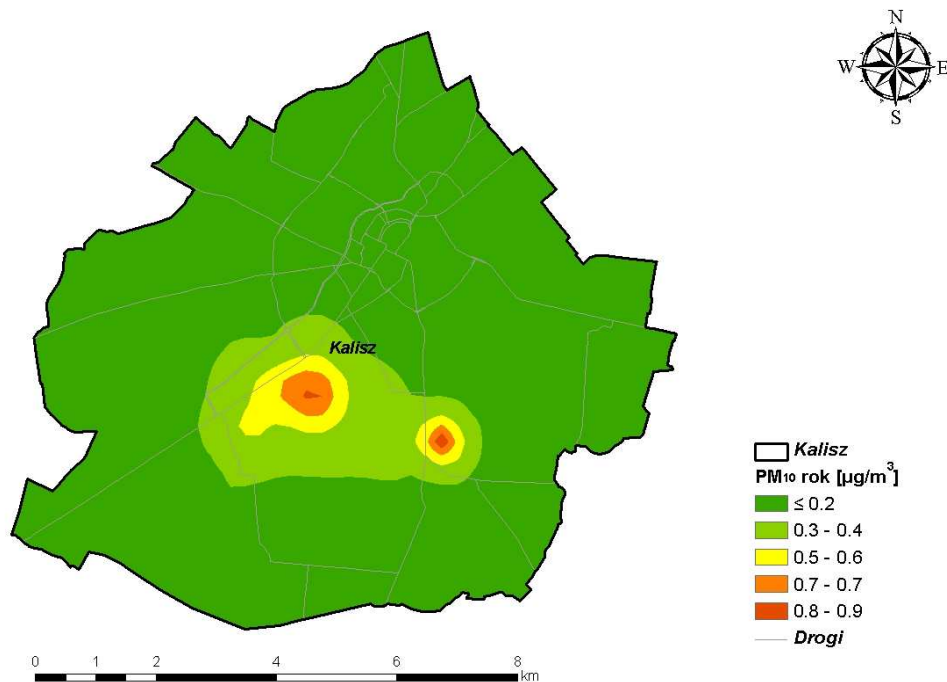 N
W E
S
Kalisz
Kalisz
PM₁₀ rok [µg/m³]
≤ 0.2
0.3 - 0.4
0.5 - 0.6
0.7 - 0.7
0.8 - 0.9
Drogi
0 1 2 4 6 8
km